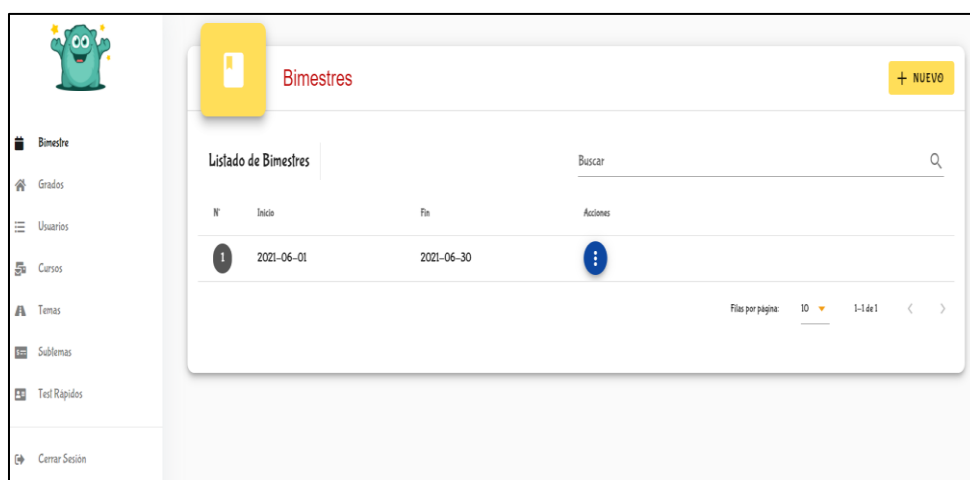 Bimestres
+ NUEVO
Bimestre
Grados
Usuarios
Cursos
Temas
Subtemas
Test Rápidos
Cerrar Sesión
Listado de Bimestres
Buscar
N° Inicio Fin Acciones
1 2021-06-01 2021-06-30
Filas por página: 10 1-1 de 1